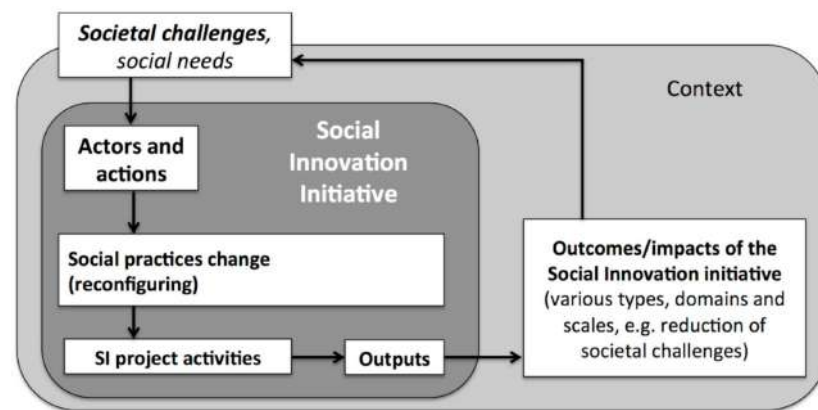 Societal challenges,
social needs
Context
Social
Innovation
Initiative
Actors and
actions
Social practices change
(reconfiguring)
SI project activities
Outputs
Outcomes/impacts of the
Social Innovation initiative
(various types, domains and
scales, e.g. reduction of
societal challenges)